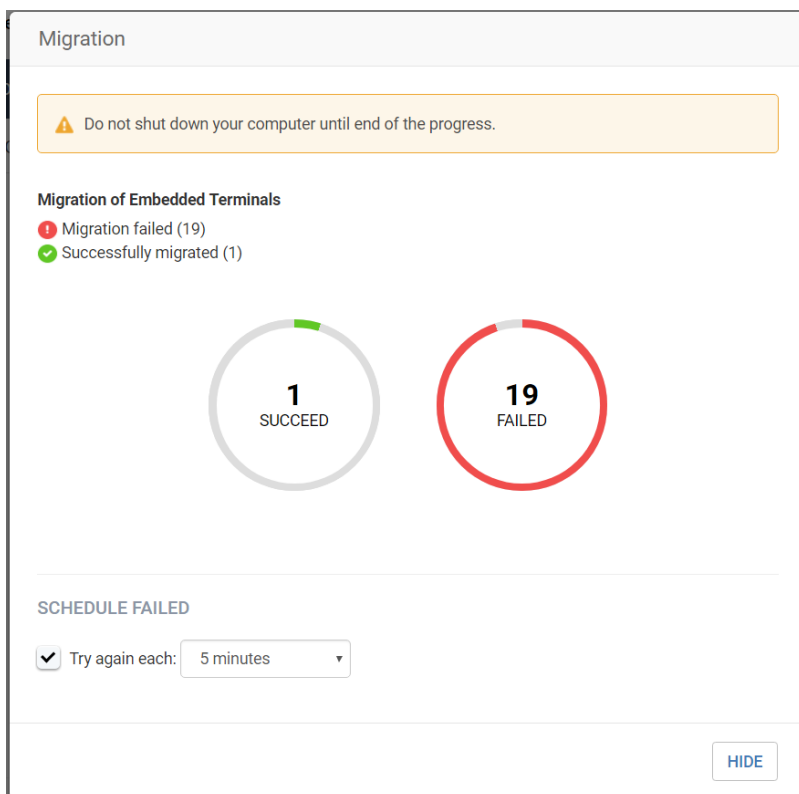 Migration
Do not shut down your computer until end of the progress.
Migration of Embedded Terminals
Migration failed (19)
Successfully migrated (1)
1
SUCCEED
19
FAILED
SCHEDULE FAILED
Try again each: 5 minutes
HIDE